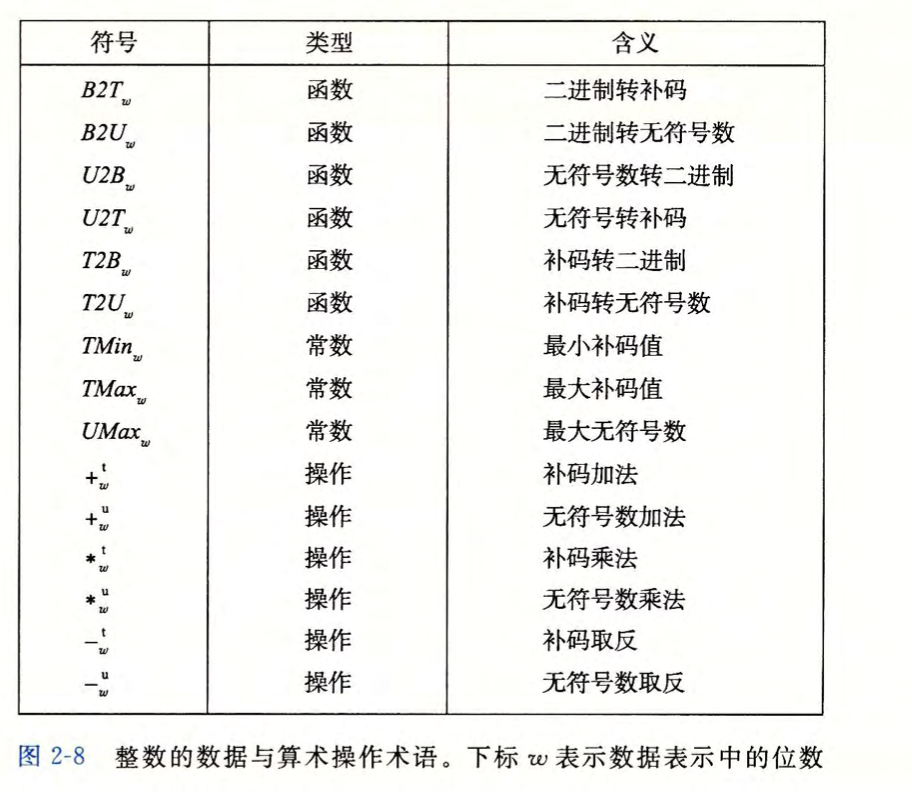 符号 类型 含义
B2T_w 函数 二进制转补码
B2U_w 函数 二进制转无符号数
U2B_w 函数 无符号数转二进制
U2T_w 函数 无符号转补码
T2B_w 函数 补码转二进制
T2U_w 函数 补码转无符号数
TMin_w 常数 最小补码值
TMax_w 常数 最大补码值
UMax_w 常数 最大无符号数
+^t_w 操作 补码加法
+^u_w 操作 无符号数加法
*^t_w 操作 补码乘法
*^u_w 操作 无符号数乘法
-^t_w 操作 补码取反
-^u_w 操作 无符号数取反
图 2-8 整数的数据与算术操作术语。下标 w 表示数据表示中的位数